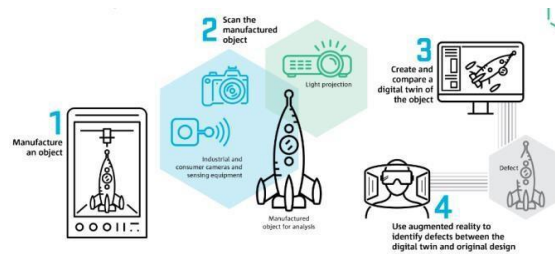 1
Manufacture
an object
2
Scan the
manufactured
object
Light projection
Industrial and
consumer cameras and
sensing equipment
Manufactured
object for analysis
3
Create and
compare a
digital twin of
the object
Defect
4
Use augmented reality to
identify defects between the
digital twin and original design